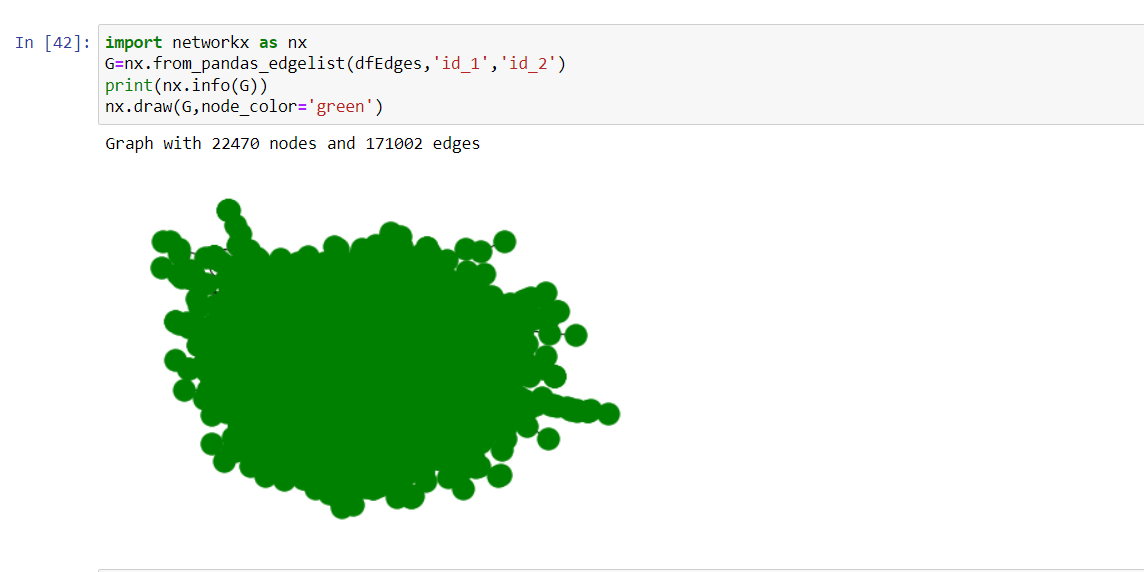 In [42]: import networkx as nx
G=nx.from_pandas_edgelist(dfEdges,'id_1','id_2')
print(nx.info(G))
nx.draw(G,node_color='green')
Graph with 22470 nodes and 171002 edges